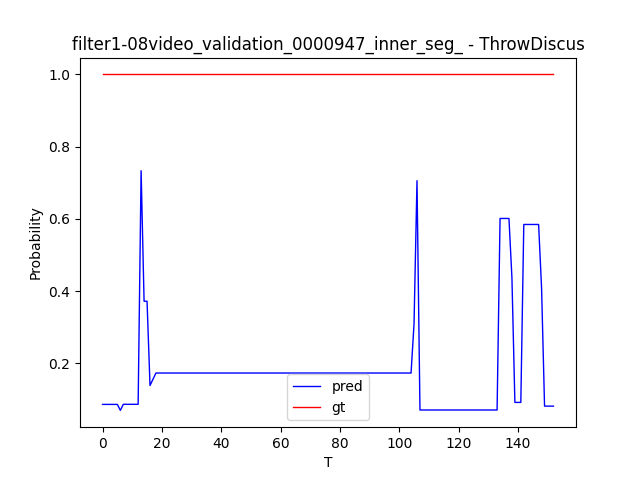 filter1-08video_validation_0000947_inner_seg_ - ThrowDiscus
1.0
0.8
0.6
0.4
0.2
Probability
0 20 40 60 80 100 120 140
T
pred
gt